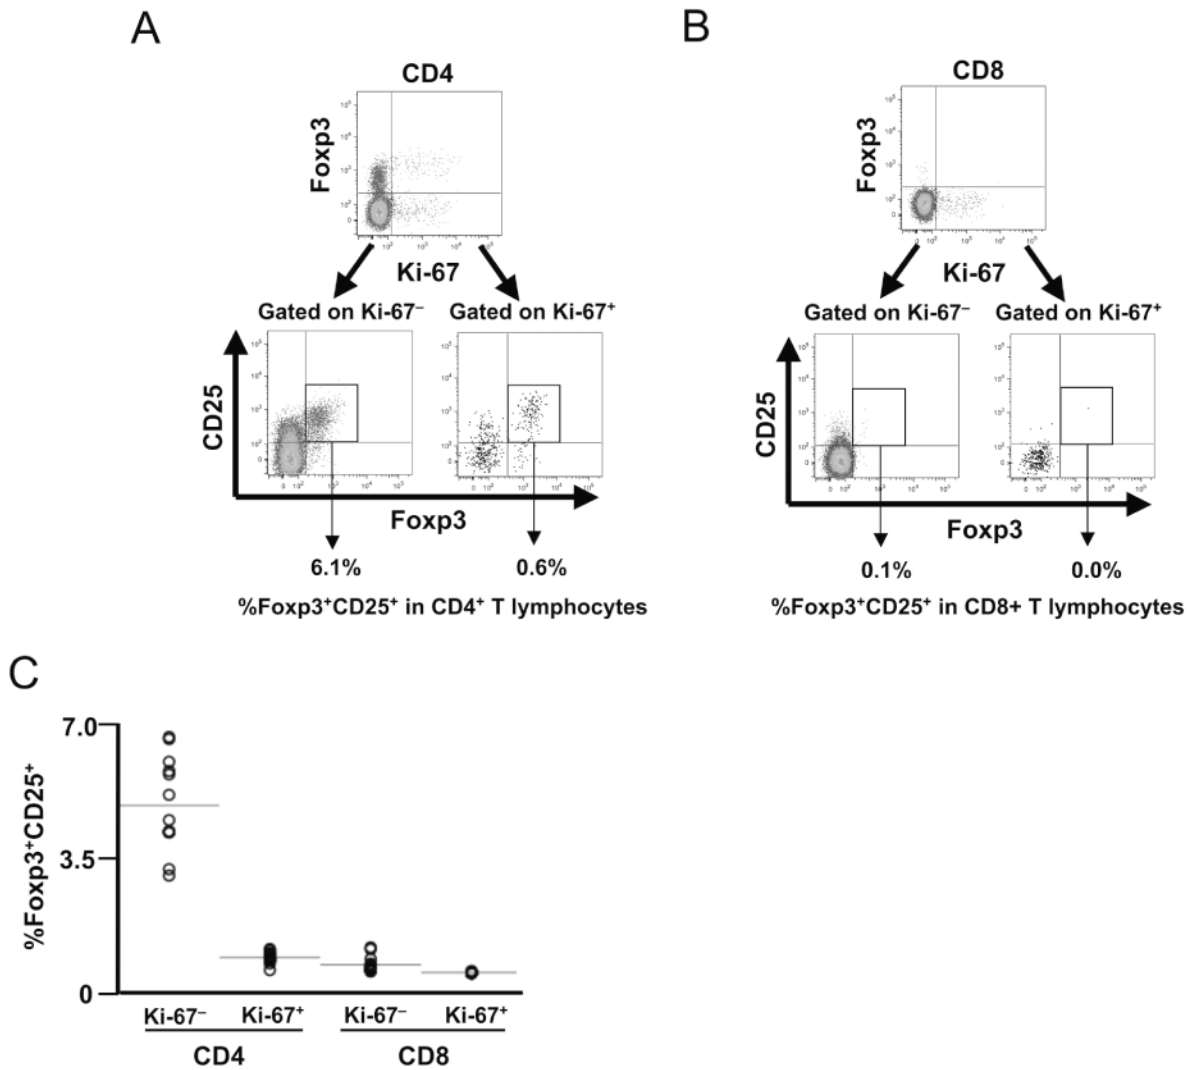 A
CD4
Foxp3
Ki-67
Gated on Ki-67–
Gated on Ki-67+
CD25
Foxp3
6.1%
0.6%
%Foxp3+CD25+ in CD4+ T lymphocytes
B
CD8
Foxp3
Ki-67
Gated on Ki-67–
Gated on Ki-67+
CD25
Foxp3
0.1%
0.0%
%Foxp3+CD25+ in CD8+ T lymphocytes
C
%Foxp3+CD25+
7.0
3.5
0
Ki-67– Ki-67+ Ki-67– Ki-67+
CD4 CD8